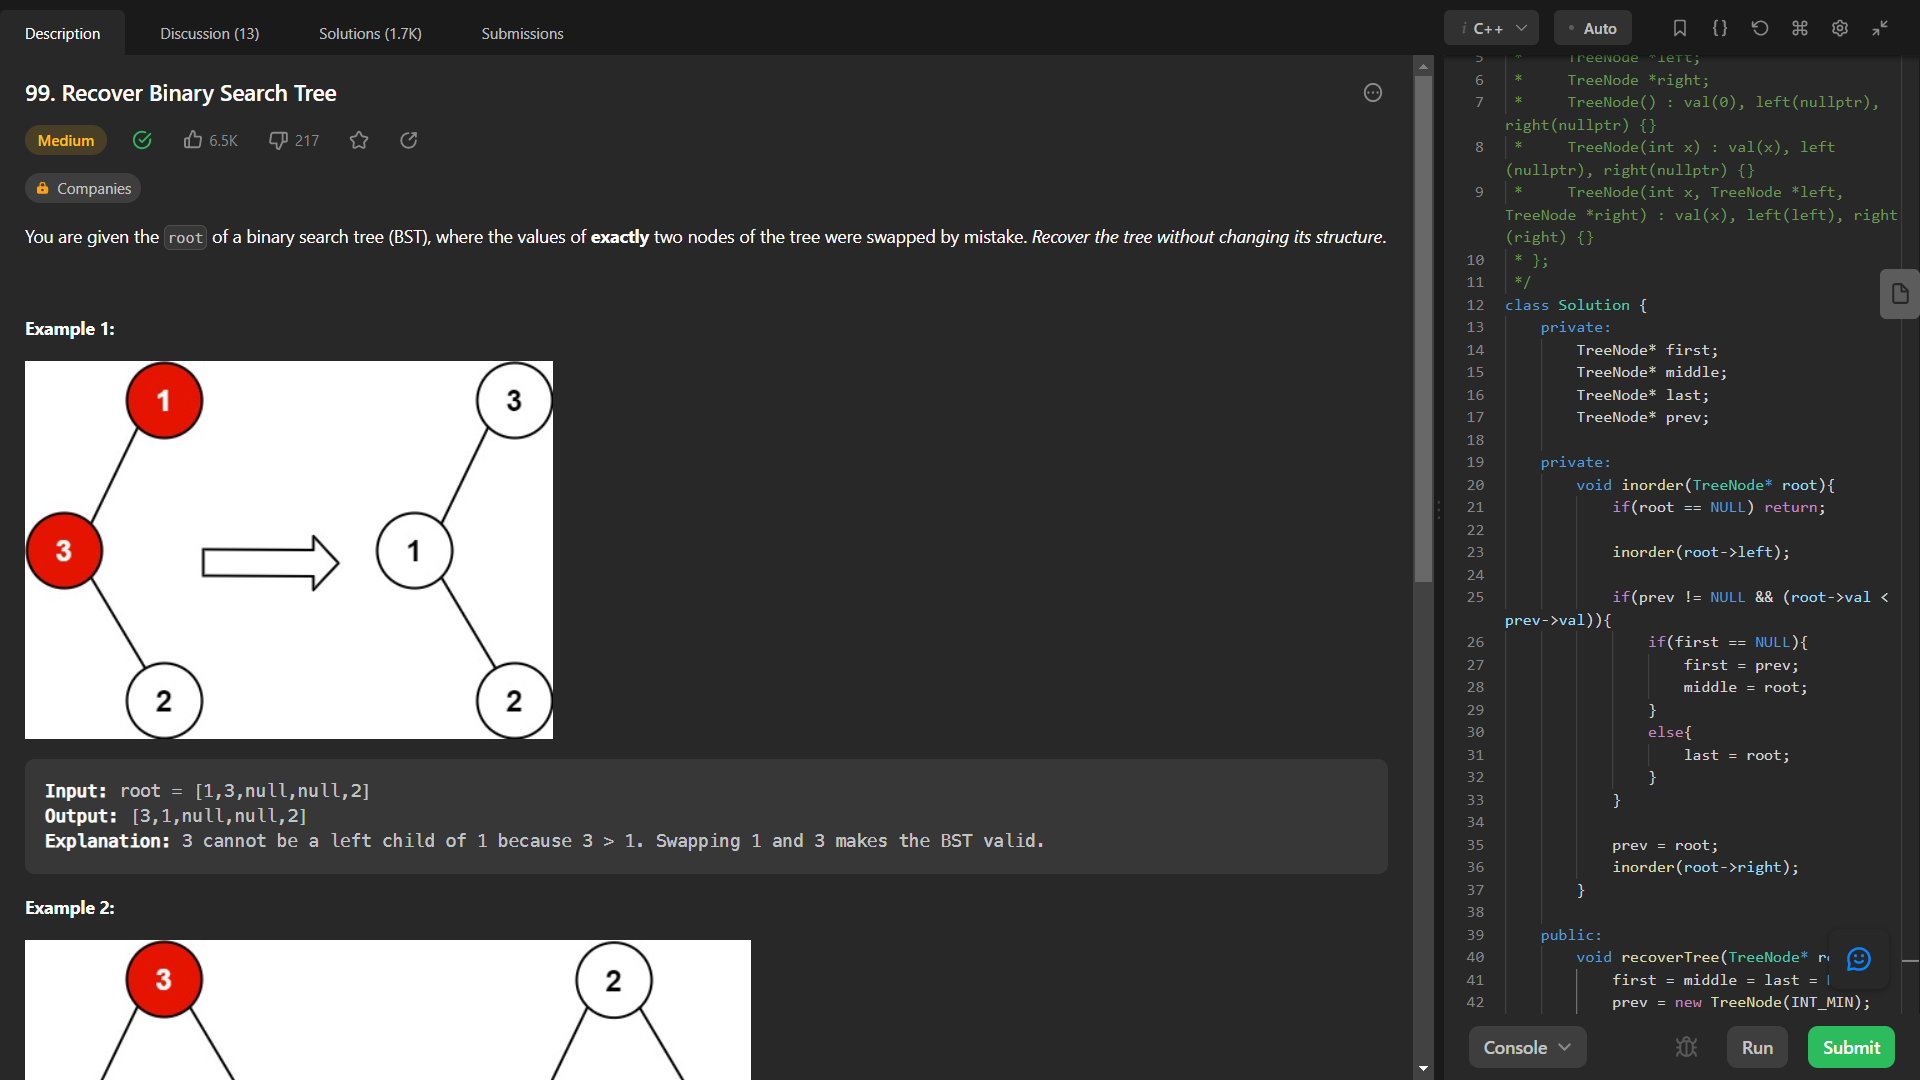 Description
Discussion (13)
Solutions (1.7K)
Submissions
99. Recover Binary Search Tree
Medium
6.5K
217
Companies
You are given the root of a binary search tree (BST), where the values of exactly two nodes of the tree were swapped by mistake. Recover the tree without changing its structure.
Example 1:
1
3
3
1
2
2
Input: root = [1,3,null,null,2]
Output: [3,1,null,null,2]
Explanation: 3 cannot be a left child of 1 because 3 > 1. Swapping 1 and 3 makes the BST valid.
Example 2:
3
2
i C++
Auto
{}
5 * TreeNode *left;
6 * TreeNode *right;
7 * TreeNode() : val(0), left(nullptr),
right(nullptr) {}
8 * TreeNode(int x) : val(x), left
(nullptr), right(nullptr) {}
9 * TreeNode(int x, TreeNode *left,
TreeNode *right) : val(x), left(left), right
(right) {}
10 * };
11 */
12 class Solution {
13 private:
14 TreeNode* first;
15 TreeNode* middle;
16 TreeNode* last;
17 TreeNode* prev;
18
19 private:
20 void inorder(TreeNode* root){
21 if(root == NULL) return;
22
23 inorder(root->left);
24
25 if(prev != NULL && (root->val <
prev->val)){
26 if(first == NULL){
27 first = prev;
28 middle = root;
29 }
30 else{
31 last = root;
32 }
33 }
34
35 prev = root;
36 inorder(root->right);
37 }
38
39 public:
40 void recoverTree(TreeNode*
41 first = middle = last =
42 prev = new TreeNode(INT_MIN);
Console
Run
Submit